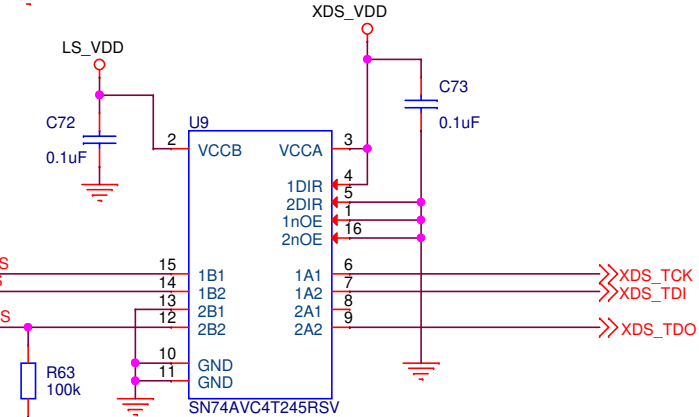 XDS_VDD
LS_VDD
C73
0.1uF
C72
0.1uF
U9
2 VCCB VCCA 3
1DIR 4
2DIR 5
1nOE 1
2nOE 16
S 15 1B1 1A1 6 XDS_TCK
14 1B2 1A2 7 XDS_TDI
13 2B1 2A1 8
S 12 2B2 2A2 9 XDS_TDO
10 GND
11 GND
R63
100k
SN74AVC4T245RSV